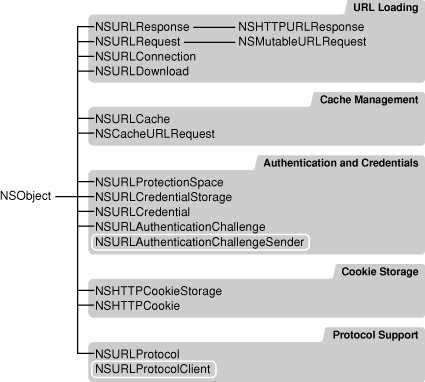 URL Loading
NSURLResponse NSHTTPURLResponse
NSURLRequest NSMutableURLRequest
NSURLConnection
NSURLDownload
Cache Management
NSURLCache
NSCacheURLRequest
Authentication and Credentials
NSURLProtectionSpace
NSObject NSURLCredentialStorage
NSURLCredential
NSURLAuthenticationChallenge
NSURLAuthenticationChallengeSender
Cookie Storage
NSHTTPCookieStorage
NSHTTPCookie
Protocol Support
NSURLProtocol
NSURLProtocolClient